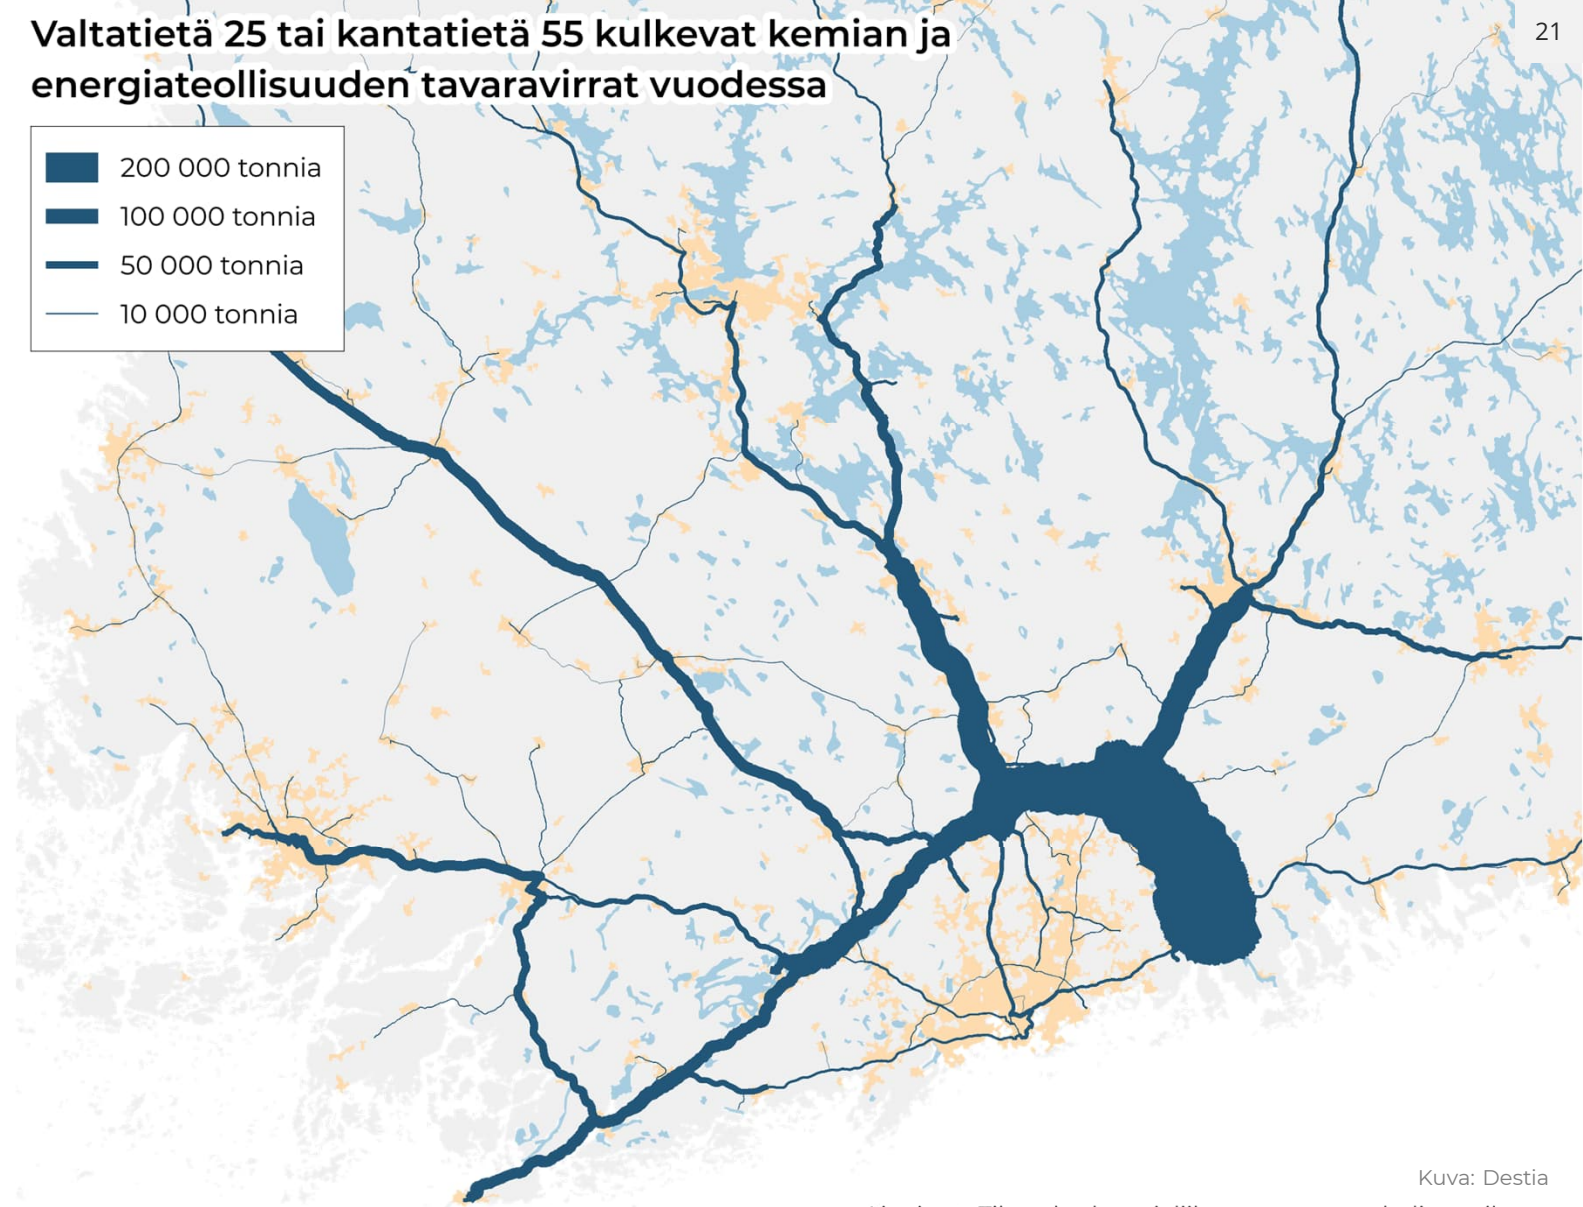 Valtatietä 25 tai kantatietä 55 kulkevat kemian ja
energiateollisuuden tavaravirrat vuodessa
21
200 000 tonnia
100 000 tonnia
50 000 tonnia
10 000 tonnia
Kuva: Destia